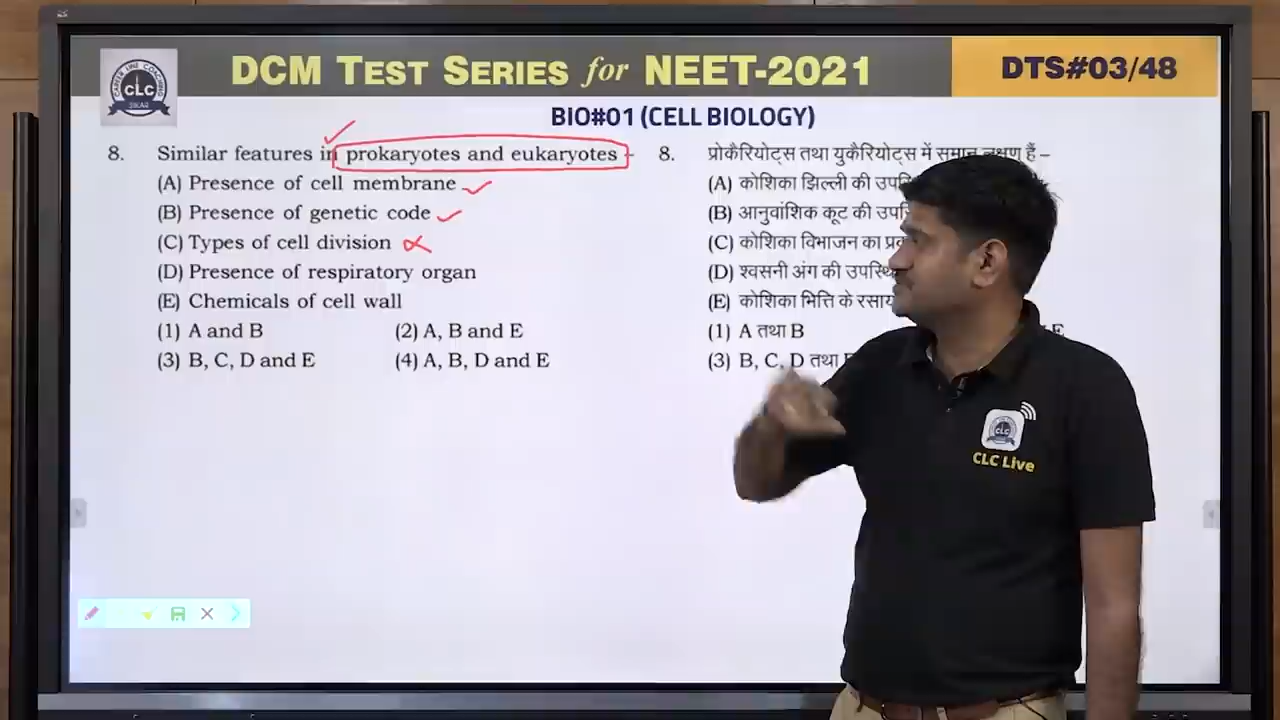 DCM TEST SERIES for NEET-2021
DTS#03/48
CLC
SIKAR
BIO#01 (CELL BIOLOGY)
8. Similar features in prokaryotes and eukaryotes –
(A) Presence of cell membrane
(B) Presence of genetic code
(C) Types of cell division
(D) Presence of respiratory organ
(E) Chemicals of cell wall
(1) A and B (2) A, B and E
(3) B, C, D and E (4) A, B, D and E
8. प्रोकैरियोट्स तथा युकैरियोट्स में समान लक्षण हैं –
(A) कोशिका झिल्ली की
(B) आनुवांशिक कूट की
(C) कोशिका विभाजन का
(D) श्वसनी अंग की
(E) कोशिका भित्ति के
(1) A तथा B E
(3) B, C, D तथा
CLC
CLC Live